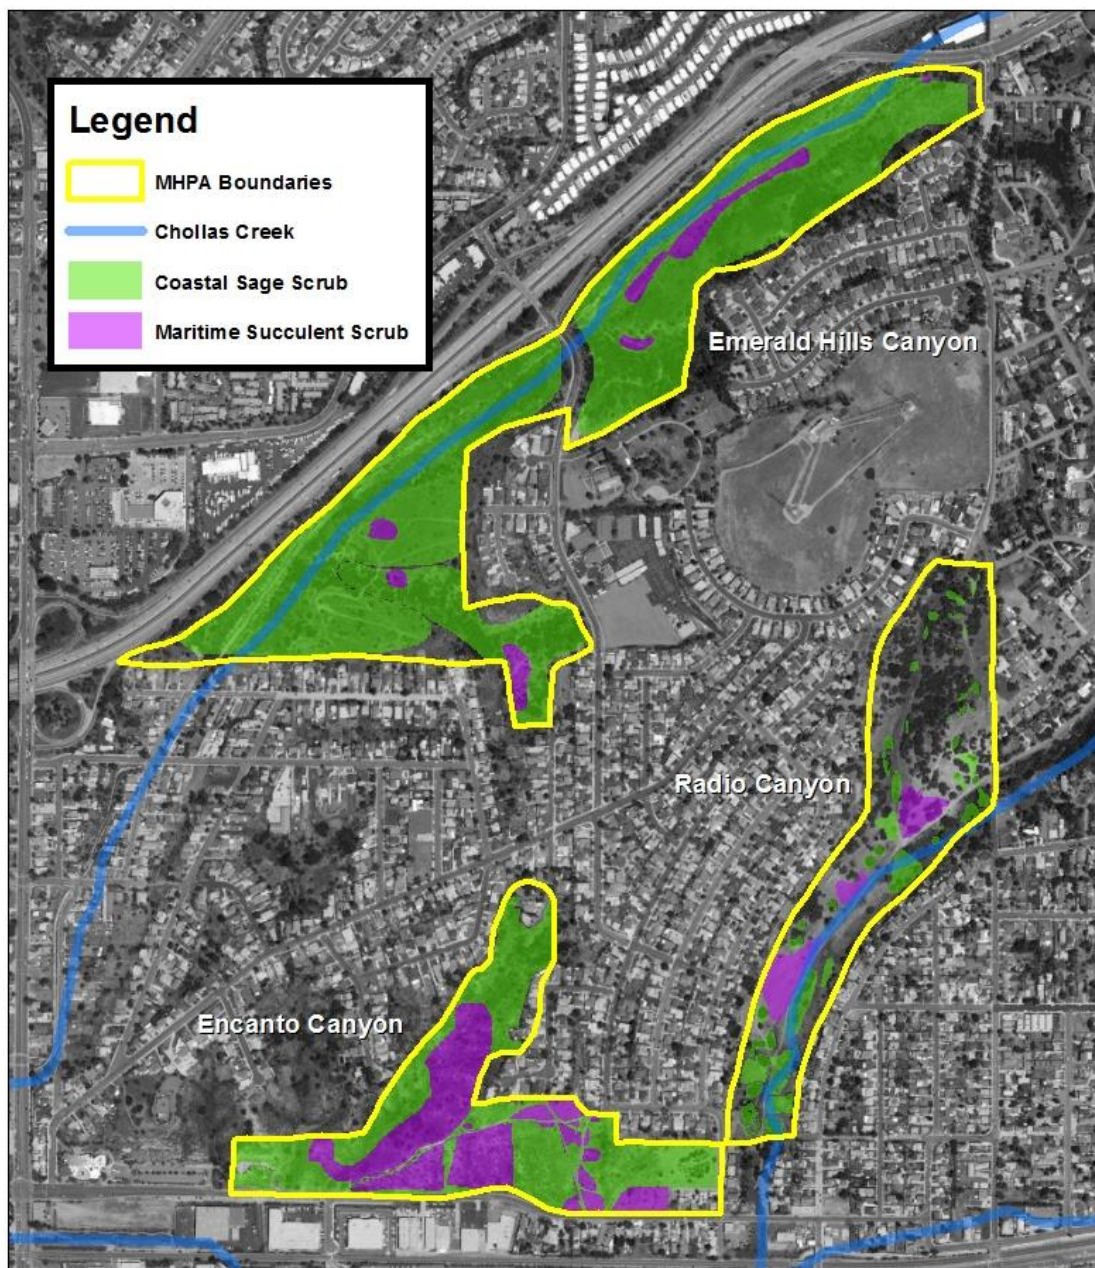 Legend
MHPA Boundaries
Chollas Creek
Coastal Sage Scrub
Maritime Succulent Scrub
Emerald Hills Canyon
Radio Canyon
Encanto Canyon